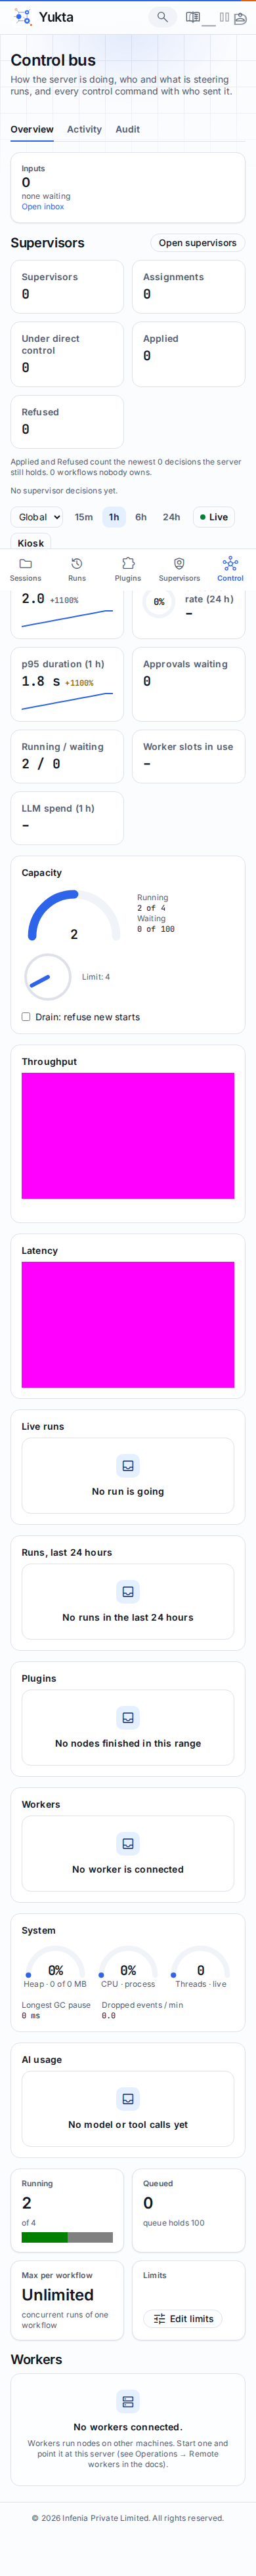 Yukta
Control bus
How the server is doing, who and what is steering
runs, and every control command with who sent it.
Overview Activity Audit
Inputs
0
none waiting
Open inbox
Supervisors
Open supervisors
Supervisors
0
Assignments
0
Under direct
control
0
Applied
0
Refused
0
Applied and Refused count the newest 0 decisions the server
still holds. 0 workflows nobody owns.
No supervisor decisions yet.
Global 15m 1h 6h 24h Live
Kiosk
Sessions Runs Plugins Supervisors Control
2.0 +1100%
0%
rate (24 h)
–
p95 duration (1 h)
1.8 s +1100%
Approvals waiting
0
Running / waiting
2 / 0
Worker slots in use
–
LLM spend (1 h)
–
Capacity
2
Running
2 of 4
Waiting
0 of 100
Limit: 4
Drain: refuse new starts
Throughput
Latency
Live runs
No run is going
Runs, last 24 hours
No runs in the last 24 hours
Plugins
No nodes finished in this range
Workers
No worker is connected
System
0% 0% 0
Heap · 0 of 0 MB CPU · process Threads · live
Longest GC pause Dropped events / min
0 ms 0.0
AI usage
No model or tool calls yet
Running
2
of 4
Queued
0
queue holds 100
Max per workflow
Unlimited
concurrent runs of one
workflow
Limits
Edit limits
Workers
No workers connected.
Workers run nodes on other machines. Start one and
point it at this server (see Operations → Remote
workers in the docs).
© 2026 Infenia Private Limited. All rights reserved.